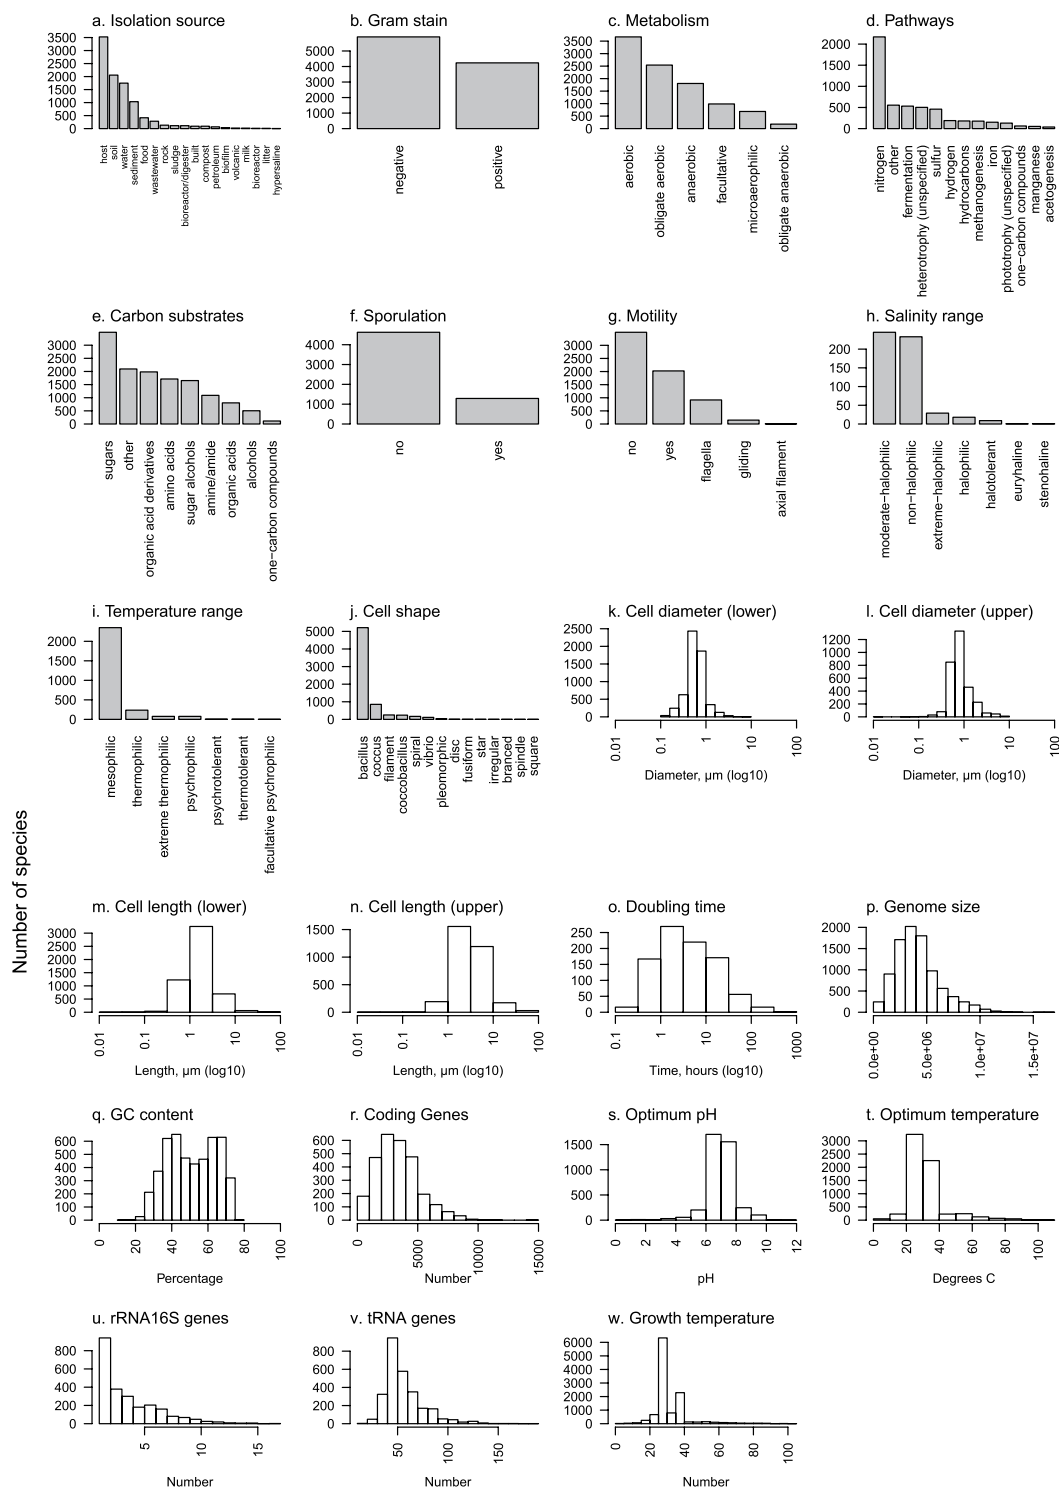 Number of species
a. Isolation source
3500
3000
2500
2000
1500
1000
500
0
host
soil
water
sediment
food
wastewater
rock
sludge
bioreactor/digester
built
compost
petroleum
biofilm
volcanic
milk
bioreactor
litter
hypersaline
b. Gram stain
5000
4000
3000
2000
1000
0
negative
positive
c. Metabolism
3500
3000
2500
2000
1500
1000
500
0
aerobic
obligate aerobic
anaerobic
facultative
microaerophilic
obligate anaerobic
d. Pathways
2000
1500
1000
500
0
nitrogen
other
fermentation
heterotrophy (unspecified)
sulfur
hydrogen
hydrocarbons
methanogenesis
iron
phototrophy (unspecified)
one−carbon compounds
manganese
acetogenesis
e. Carbon substrates
3000
2500
2000
1500
1000
500
0
sugars
other
organic acid derivatives
amino acids
sugar alcohols
amine/amide
organic acids
alcohols
one−carbon compounds
f. Sporulation
4000
3000
2000
1000
0
no
yes
g. Motility
3000
2500
2000
1500
1000
500
0
no
yes
flagella
gliding
axial filament
h. Salinity range
200
150
100
50
0
moderate−halophilic
non−halophilic
extreme−halophilic
halophilic
halotolerant
euryhaline
stenohaline
i. Temperature range
2000
1500
1000
500
0
mesophilic
thermophilic
extreme thermophilic
psychrophilic
psychrotolerant
thermotolerant
facultative psychrophilic
j. Cell shape
5000
4000
3000
2000
1000
0
bacillus
coccus
filament
coccobacillus
spiral
vibrio
pleomorphic
disc
fusiform
star
irregular
branced
spindle
square
k. Cell diameter (lower)
2500
2000
1500
1000
500
0
0.01
0.1
1
10
100
Diameter, µm (log10)
l. Cell diameter (upper)
1200
1000
800
600
400
200
0
0.01
0.1
1
10
100
Diameter, µm (log10)
m. Cell length (lower)
3000
2500
2000
1500
1000
500
0
0.01
0.1
1
10
100
Length, µm (log10)
n. Cell length (upper)
1500
1000
500
0
0.01
0.1
1
10
100
Length, µm (log10)
o. Doubling time
250
200
150
100
50
0
0.1
1
10
100
1000
Time, hours (log10)
p. Genome size
2000
1500
1000
500
0
0.0e+00
5.0e+06
1.0e+07
1.5e+07
q. GC content
600
500
400
300
200
100
0
0
20
40
60
80
100
Percentage
r. Coding Genes
600
500
400
300
200
100
0
0
5000
10000
15000
Number
s. Optimum pH
1500
1000
500
0
0
2
4
6
8
10
12
pH
t. Optimum temperature
3000
2500
2000
1500
1000
500
0
0
20
40
60
80
100
Degrees C
u. rRNA16S genes
800
600
400
200
0
5
10
15
Number
v. tRNA genes
800
600
400
200
0
50
100
150
Number
w. Growth temperature
6000
5000
4000
3000
2000
1000
0
0
20
40
60
80
100
Number